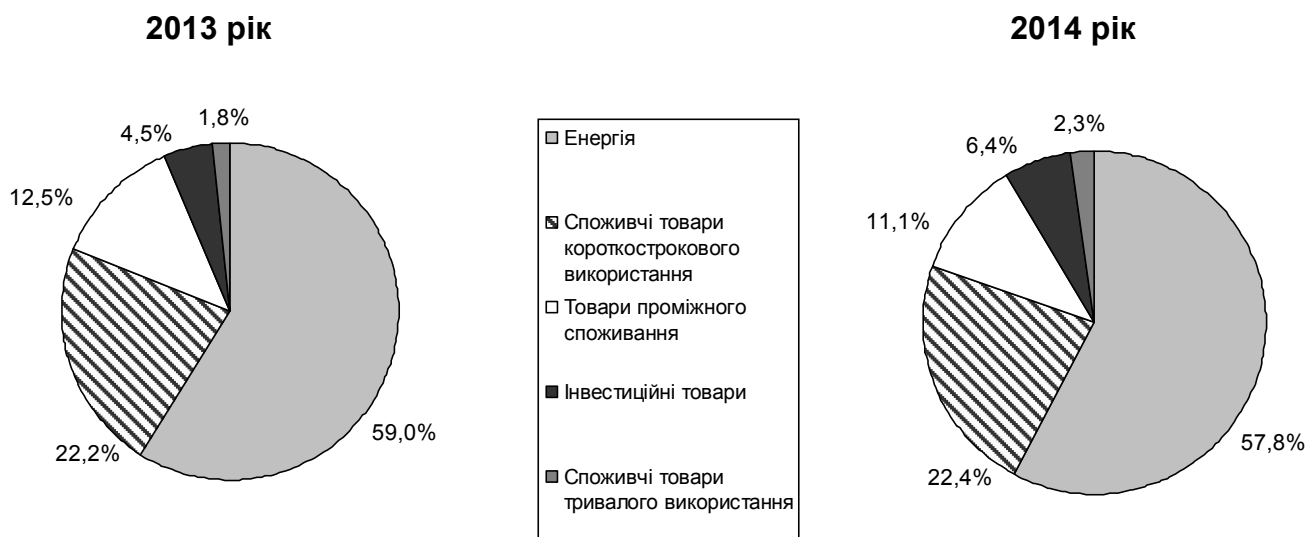 2013 рік
2014 рік
1,8%
4,5%
12,5%
22,2%
59,0%
Енергія
Споживчі товари
короткострокового
використання
Товари проміжного
споживання
Інвестиційні товари
Споживчі товари
тривалого використання
2,3%
6,4%
11,1%
22,4%
57,8%